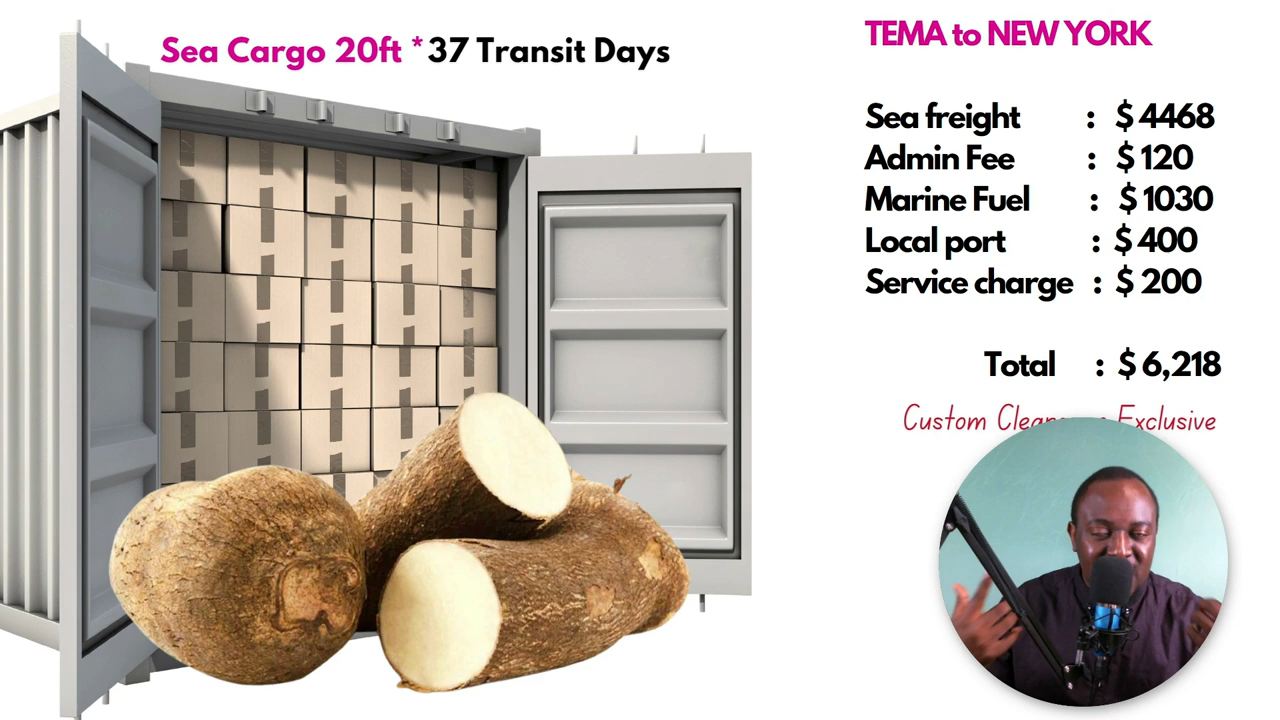 Sea Cargo 20ft *37 Transit Days
TEMA to NEW YORK
Sea freight : $ 4468
Admin Fee : $ 120
Marine Fuel : $ 1030
Local port : $ 400
Service charge : $ 200
Total : $ 6,218
Custom Exclusive